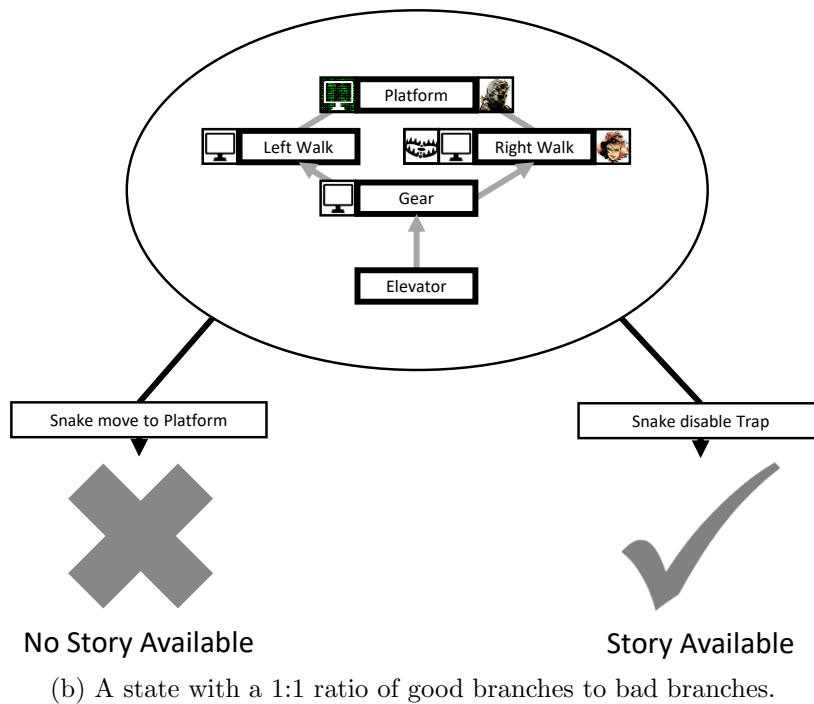 Platform
Left Walk
Right Walk
Gear
Elevator
Snake move to Platform
Snake disable Trap
No Story Available
Story Available
(b) A state with a 1:1 ratio of good branches to bad branches.